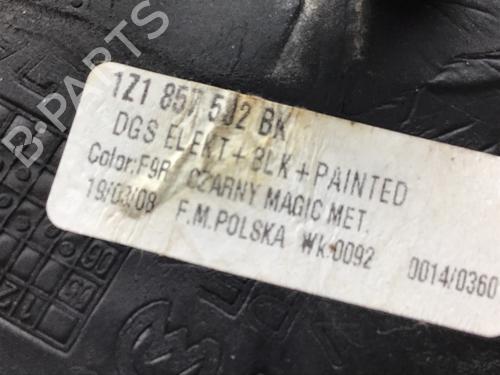 1Z1 857 502 BK
DGS ELEKT + BLK + PAINTED
Color:F9R CZARNY MAGIC MET.
19/03/08 F.M.POLSKA Wk.0092 0014/0360
B-PARTS